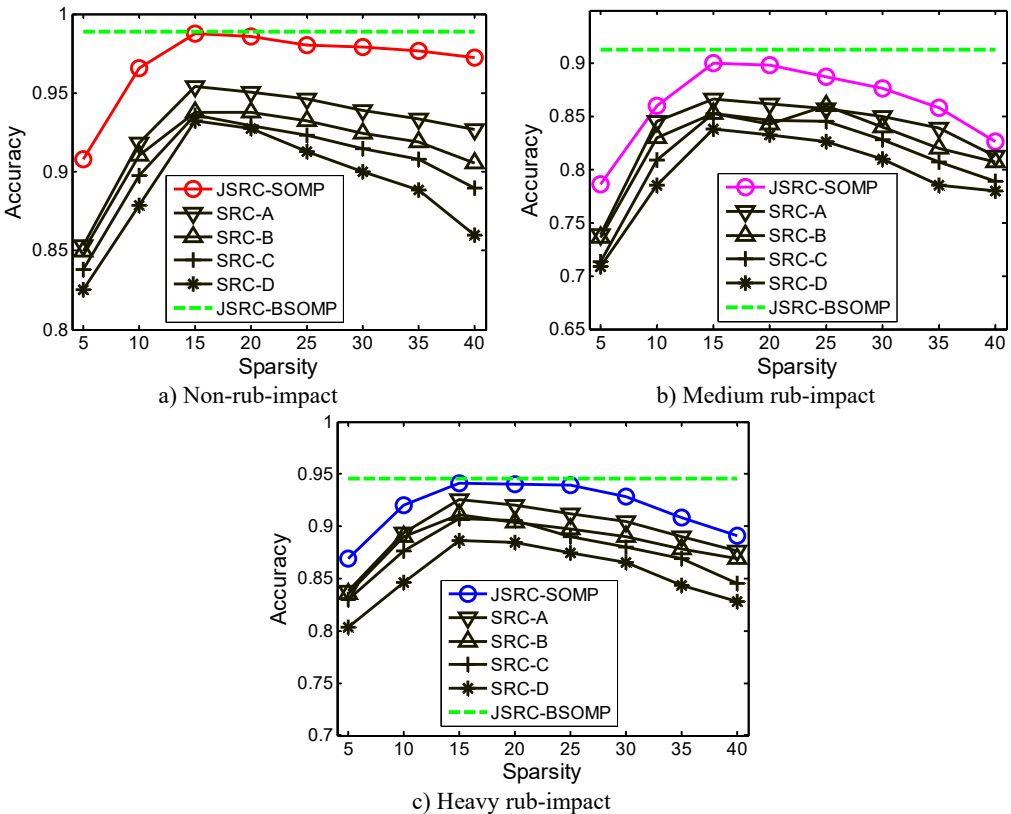 1
0.95
0.9
0.85
0.8
Accuracy
5 10 15 20 25 30 35 40
Sparsity
JSRC-SOMP
SRC-A
SRC-B
SRC-C
SRC-D
JSRC-BSOMP
a) Non-rub-impact
0.9
0.85
0.8
0.75
0.7
0.65
Accuracy
5 10 15 20 25 30 35 40
Sparsity
JSRC-SOMP
SRC-A
SRC-B
SRC-C
SRC-D
JSRC-BSOMP
b) Medium rub-impact
1
0.95
0.9
0.85
0.8
0.75
0.7
Accuracy
5 10 15 20 25 30 35 40
Sparsity
JSRC-SOMP
SRC-A
SRC-B
SRC-C
SRC-D
JSRC-BSOMP
c) Heavy rub-impact